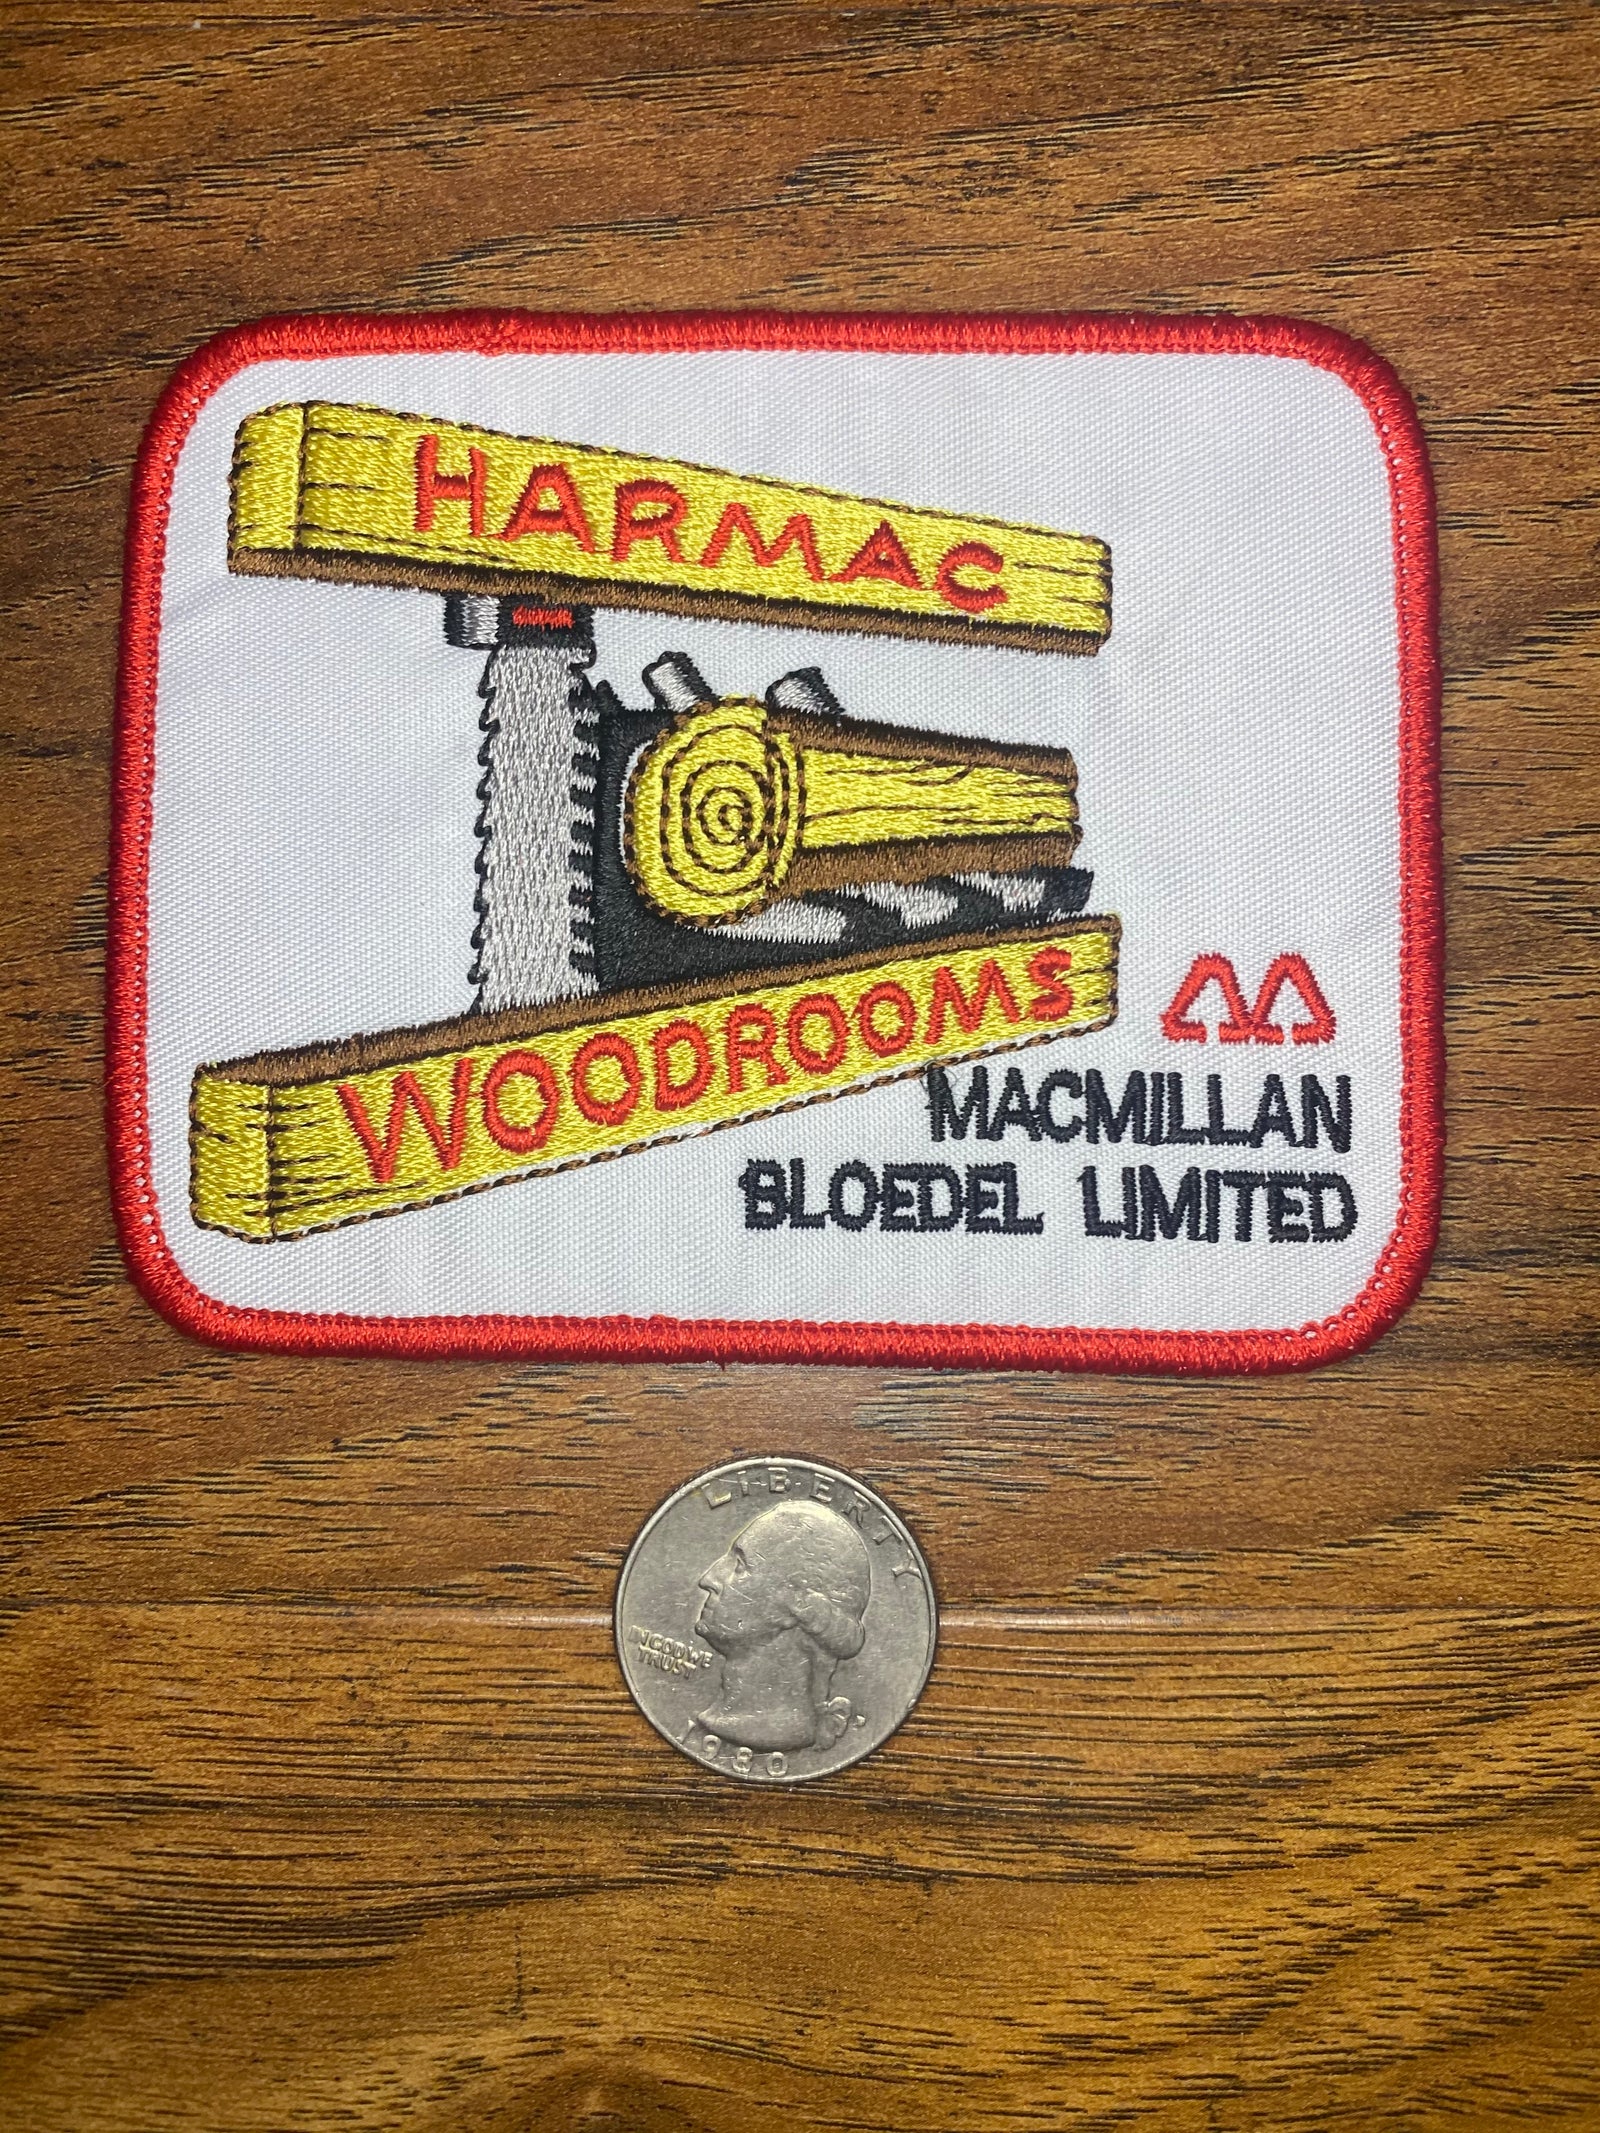 HARMAC
WOODROOMS
MACMILLAN
BLOEDEL LIMITED
LIBERTY
IN GOD WE
TRUST
1980